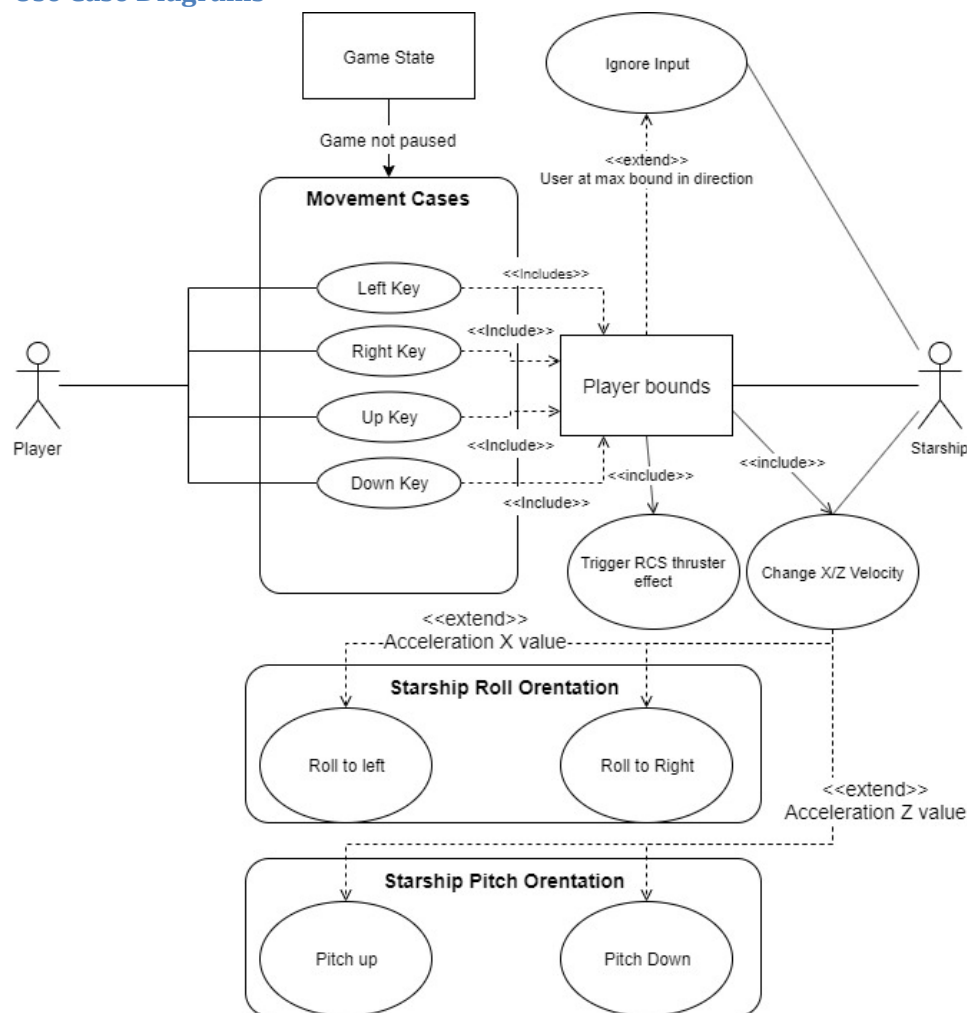 Use Case Diagrams
Game State
Ignore Input
Game not paused
<<extend>>
User at max bound in direction
Movement Cases
Left Key
<<Includes>>
Right Key
<<Include>>
Player bounds
Up Key
<<Include>>
Down Key
<<Include>>
Player
Starship
<<include>>
<<include>>
Trigger RCS thruster
effect
Change X/Z Velocity
<<extend>>
Acceleration X value
Starship Roll Orentation
Roll to left
Roll to Right
<<extend>>
Acceleration Z value
Starship Pitch Orentation
Pitch up
Pitch Down